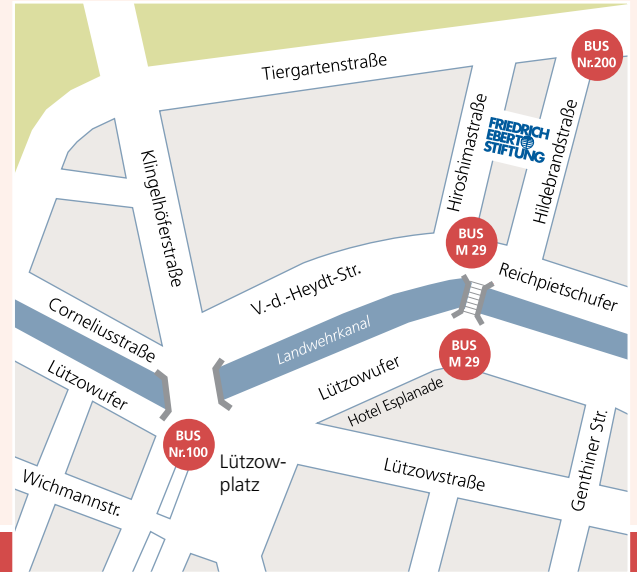 BUS
Nr.200
Tiergartenstraße
Hiroshimastraße
FRIEDRICH
EBERT
STIFTUNG
Hildebrandstraße
Klingelhöferstraße
BUS
M 29
Reichpietschufer
V.-d.-Heydt-Str.
Corneliusstraße
Landwehrkanal
BUS
M 29
Lützowufer
Lützowufer
Hotel Esplanade
BUS
Nr.100
Lützow-
platz
Lützowstraße
Genthiner Str.
Wichmannstr.